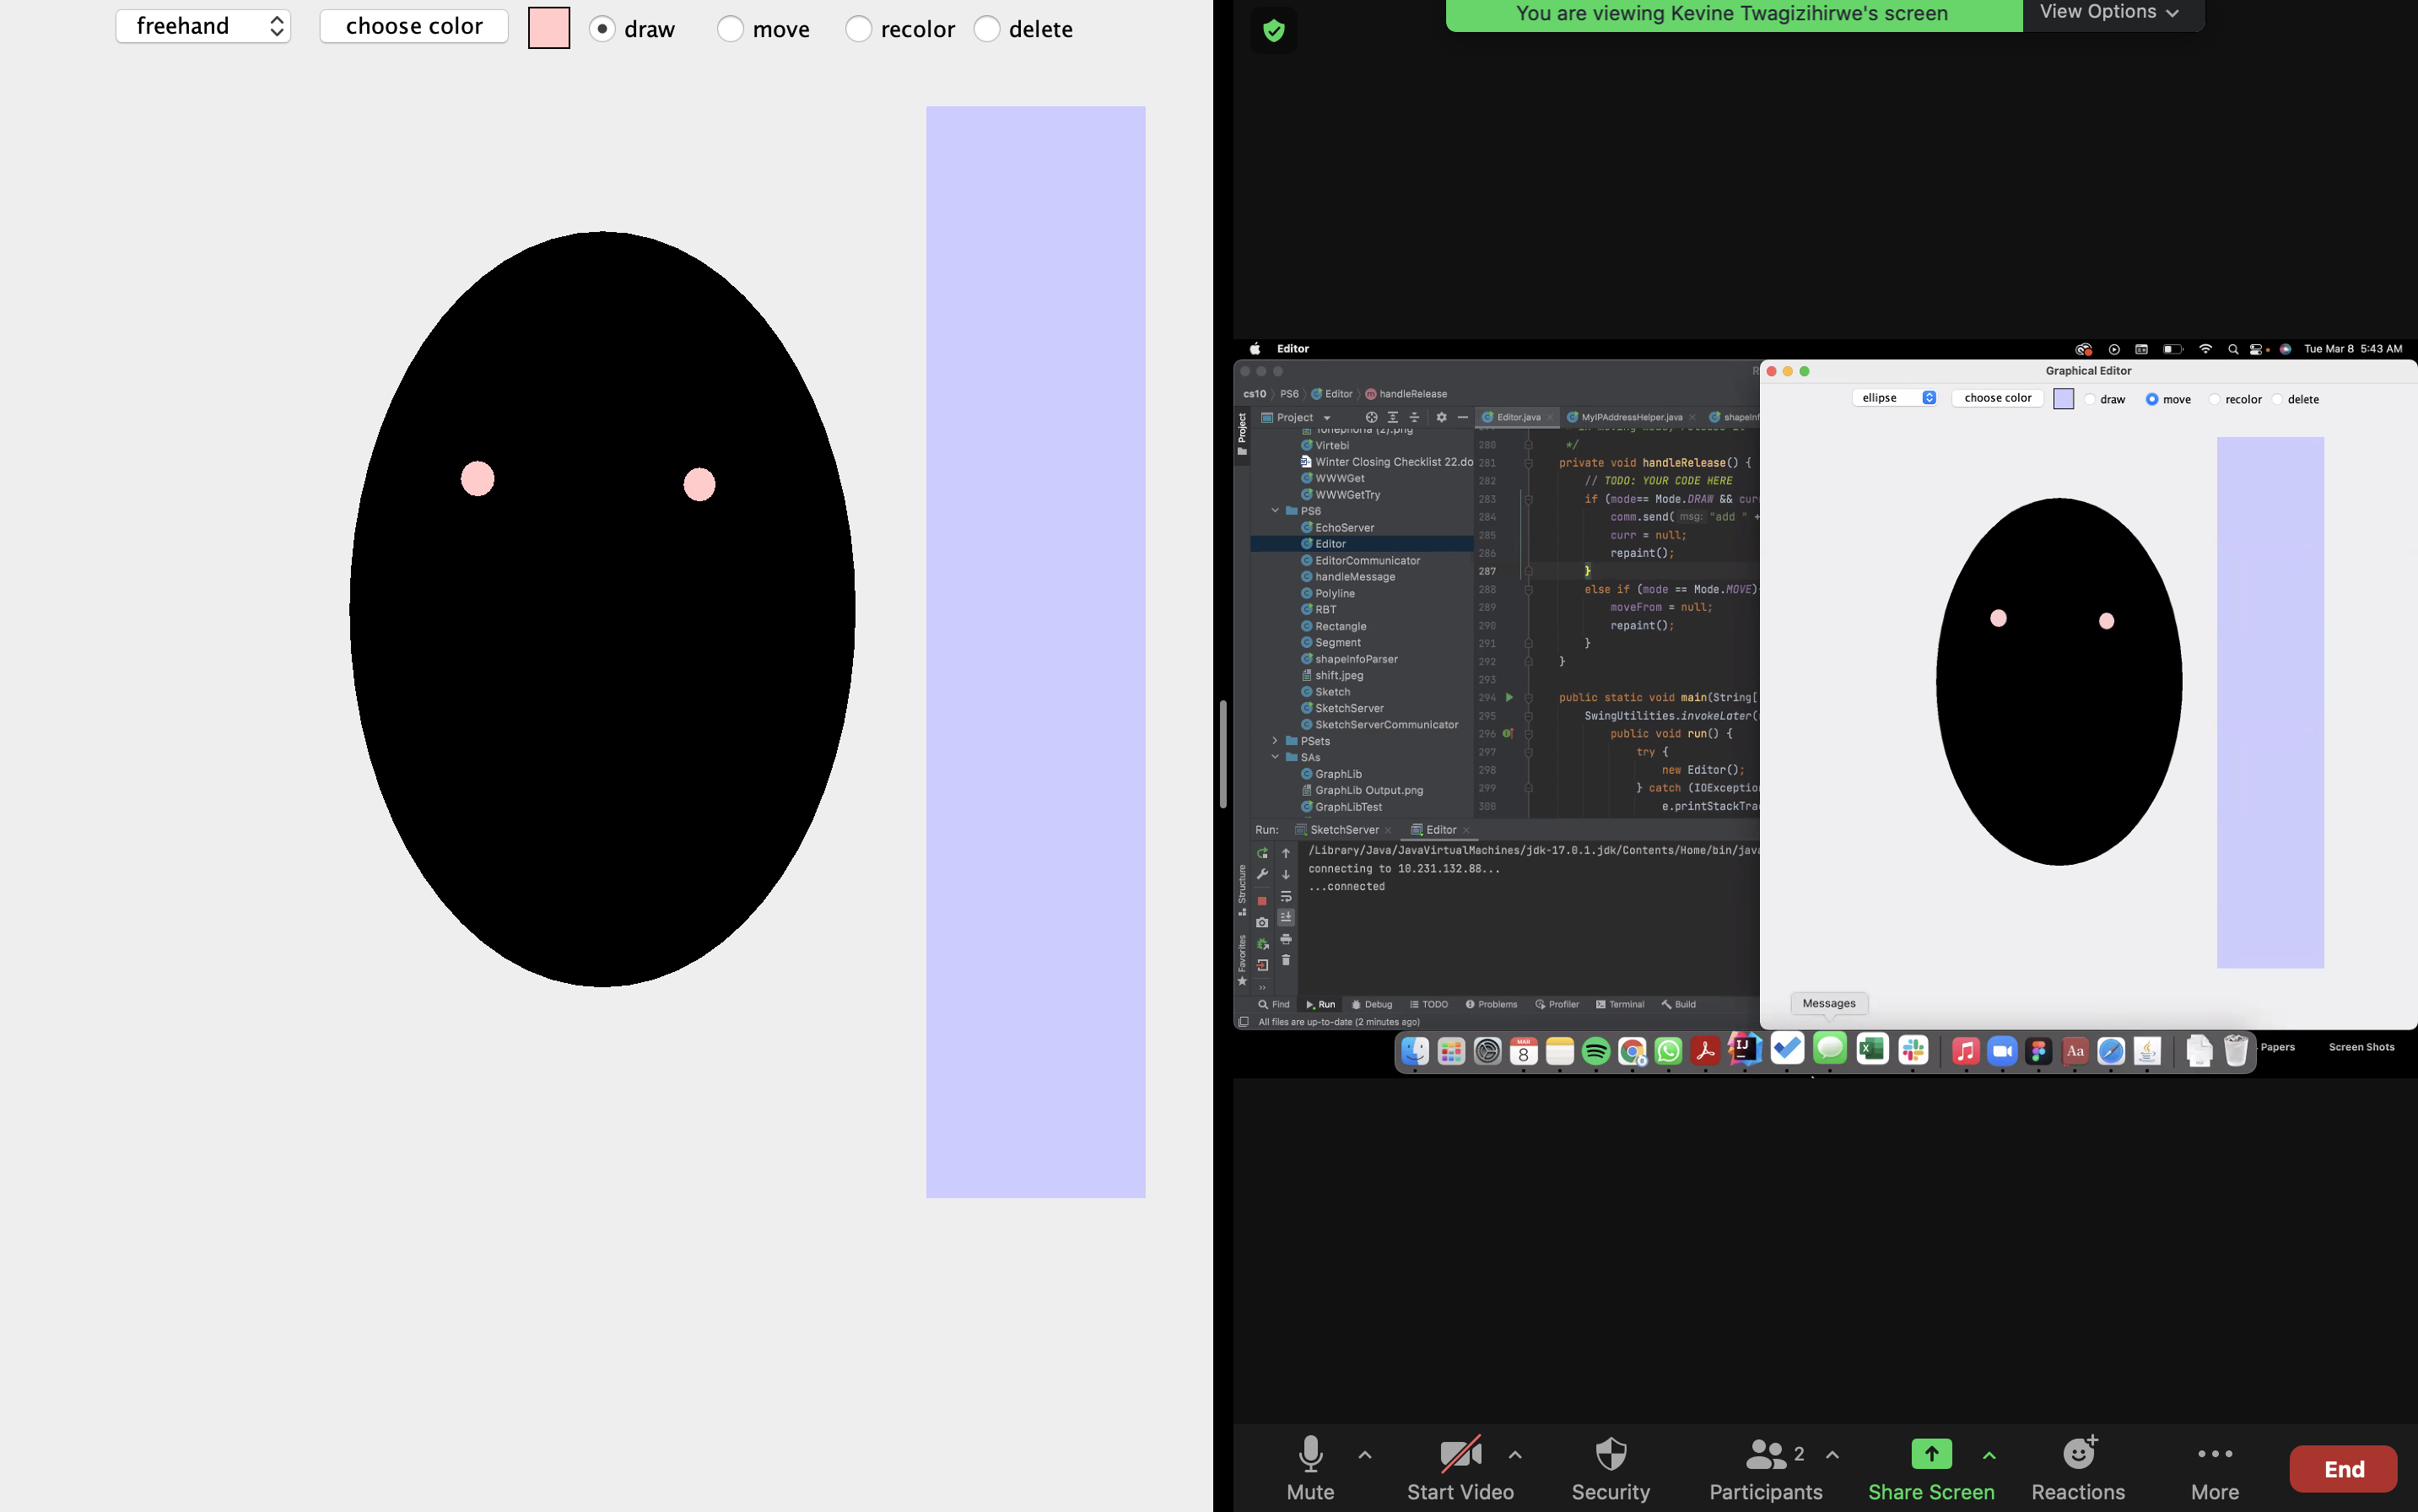 freehand choose color draw move recolor delete
You are viewing Kevine Twagizihirwe's screen View Options
Editor Tue Mar 8 5:43 AM
Graphical Editor
cs10 PS6 Editor handleRelease
ellipse choose color draw move recolor delete
Project Project Editor.java MyIPAddressHelper.java
Virtebi
Winter Closing Checklist 22.do
WWWGet
WWWGetTry
PS6
EchoServer
Editor
EditorCommunicator
handleMessage
Polyline
RBT
Rectangle
Segment
shapeInfoParser
shift.jpeg
Sketch
SketchServer
SketchServerCommunicator
PSets
SAs
GraphLib
GraphLib Output.png
GraphLibTest
280 */
281 private void handleRelease() {
282 // TODO: YOUR CODE HERE
283 if (mode== Mode.DRAW && cur
284 comm.send( msg: "add " +
285 curr = null;
286 repaint();
287 }
288 else if (mode == Mode.MOVE)
289 moveFrom = null;
290 repaint();
291 }
292 }
293
294 public static void main(String[
295 SwingUtilities.invokeLater(
296 public void run() {
297 try {
298 new Editor();
299 } catch (IOExceptio
300 e.printStackTra
Run: SketchServer Editor
/Library/Java/JavaVirtualMachines/jdk-17.0.1.jdk/Contents/Home/bin/java
connecting to 10.231.132.88...
...connected
Structure
Favorites
Find Run Debug TODO Problems Profiler Terminal Build
All files are up-to-date (2 minutes ago)
Messages
MAR
8
IJ
Aa
Papers Screen Shots
Mute Start Video Security Participants 2 Share Screen Reactions More End